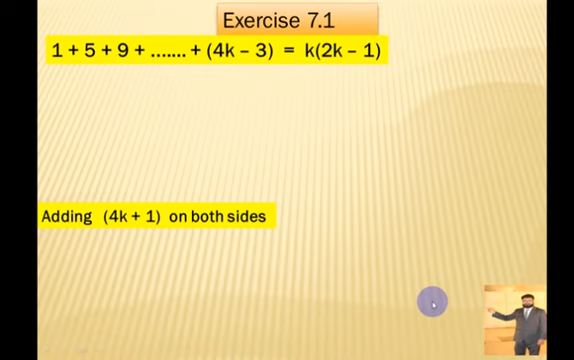 Exercise 7.1
1 + 5 + 9 + ....... + (4k – 3) = k(2k – 1)
Adding (4k + 1) on both sides